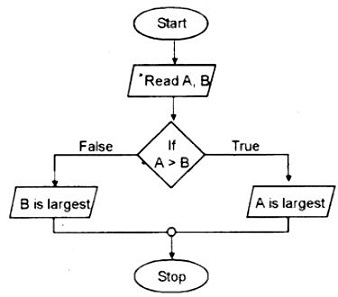 Start
Read A, B
If
A > B
False
True
B is largest
A is largest
Stop